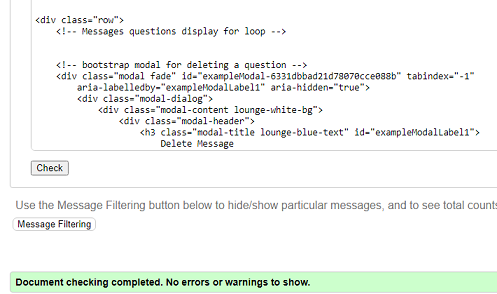 <div class="row">
<!-- Messages questions display for loop -->
<!-- bootstrap modal for deleting a question -->
<div class="modal fade" id="exampleModal-6331dbbad21d78070cce088b" tabindex="-1"
aria-labelledby="exampleModalLabel1" aria-hidden="true">
<div class="modal-dialog">
<div class="modal-content lounge-white-bg">
<div class="modal-header">
<h3 class="modal-title lounge-blue-text" id="exampleModalLabel1">
Delete Message
Check
Use the Message Filtering button below to hide/show particular messages, and to see total counts
Message Filtering
Document checking completed. No errors or warnings to show.